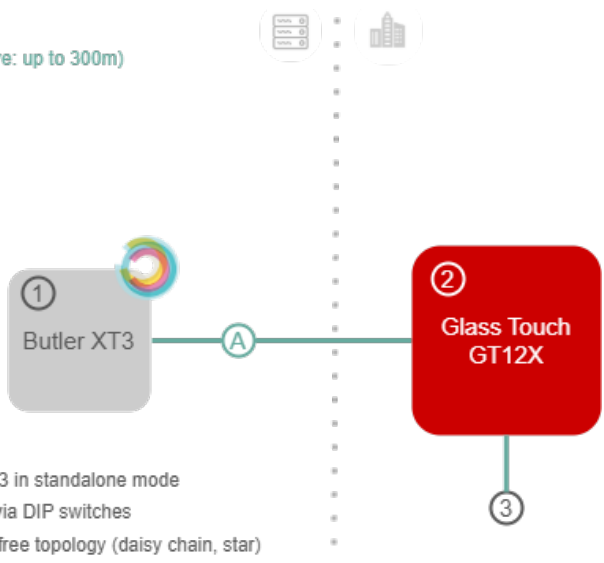 e: up to 300m)
1
Butler XT3
A
2
Glass Touch
GT12X
3 in standalone mode
via DIP switches
free topology (daisy chain, star)
3